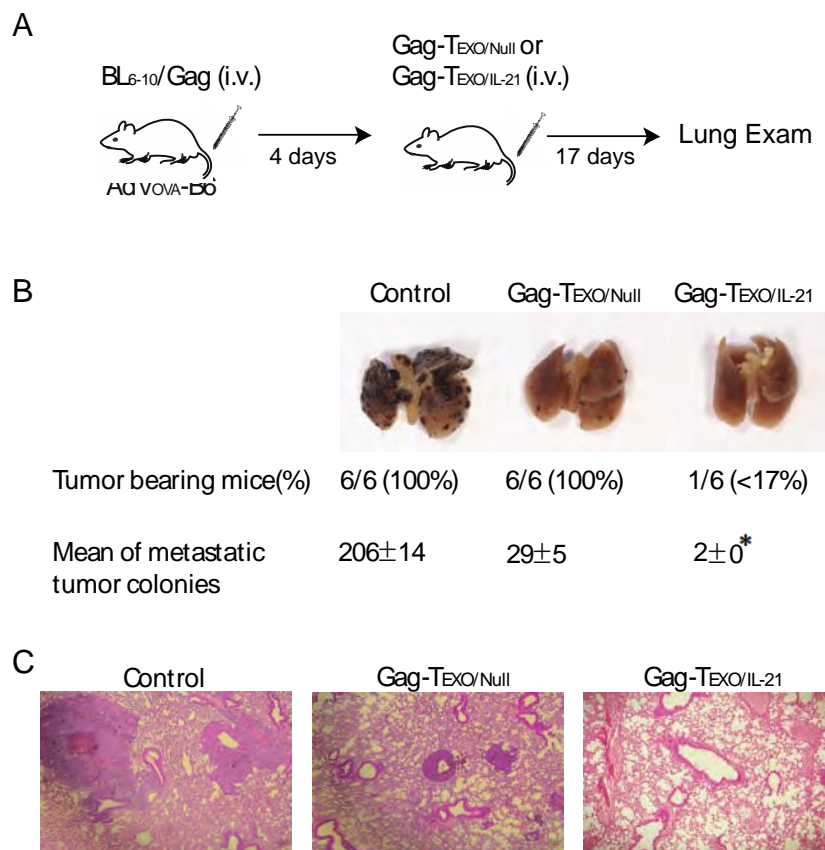 A
BL6-10/Gag (i.v.)
4 days
Gag-TEXO/Null or
Gag-TEXO/IL-21 (i.v.)
17 days
Lung Exam
AdVOVA-B6
B
Control Gag-TEXO/Null Gag-TEXO/IL-21
Tumor bearing mice(%) 6/6 (100%) 6/6 (100%) 1/6 (<17%)
Mean of metastatic 206±14 29±5 2±0*
tumor colonies
C
Control Gag-TEXO/Null Gag-TEXO/IL-21